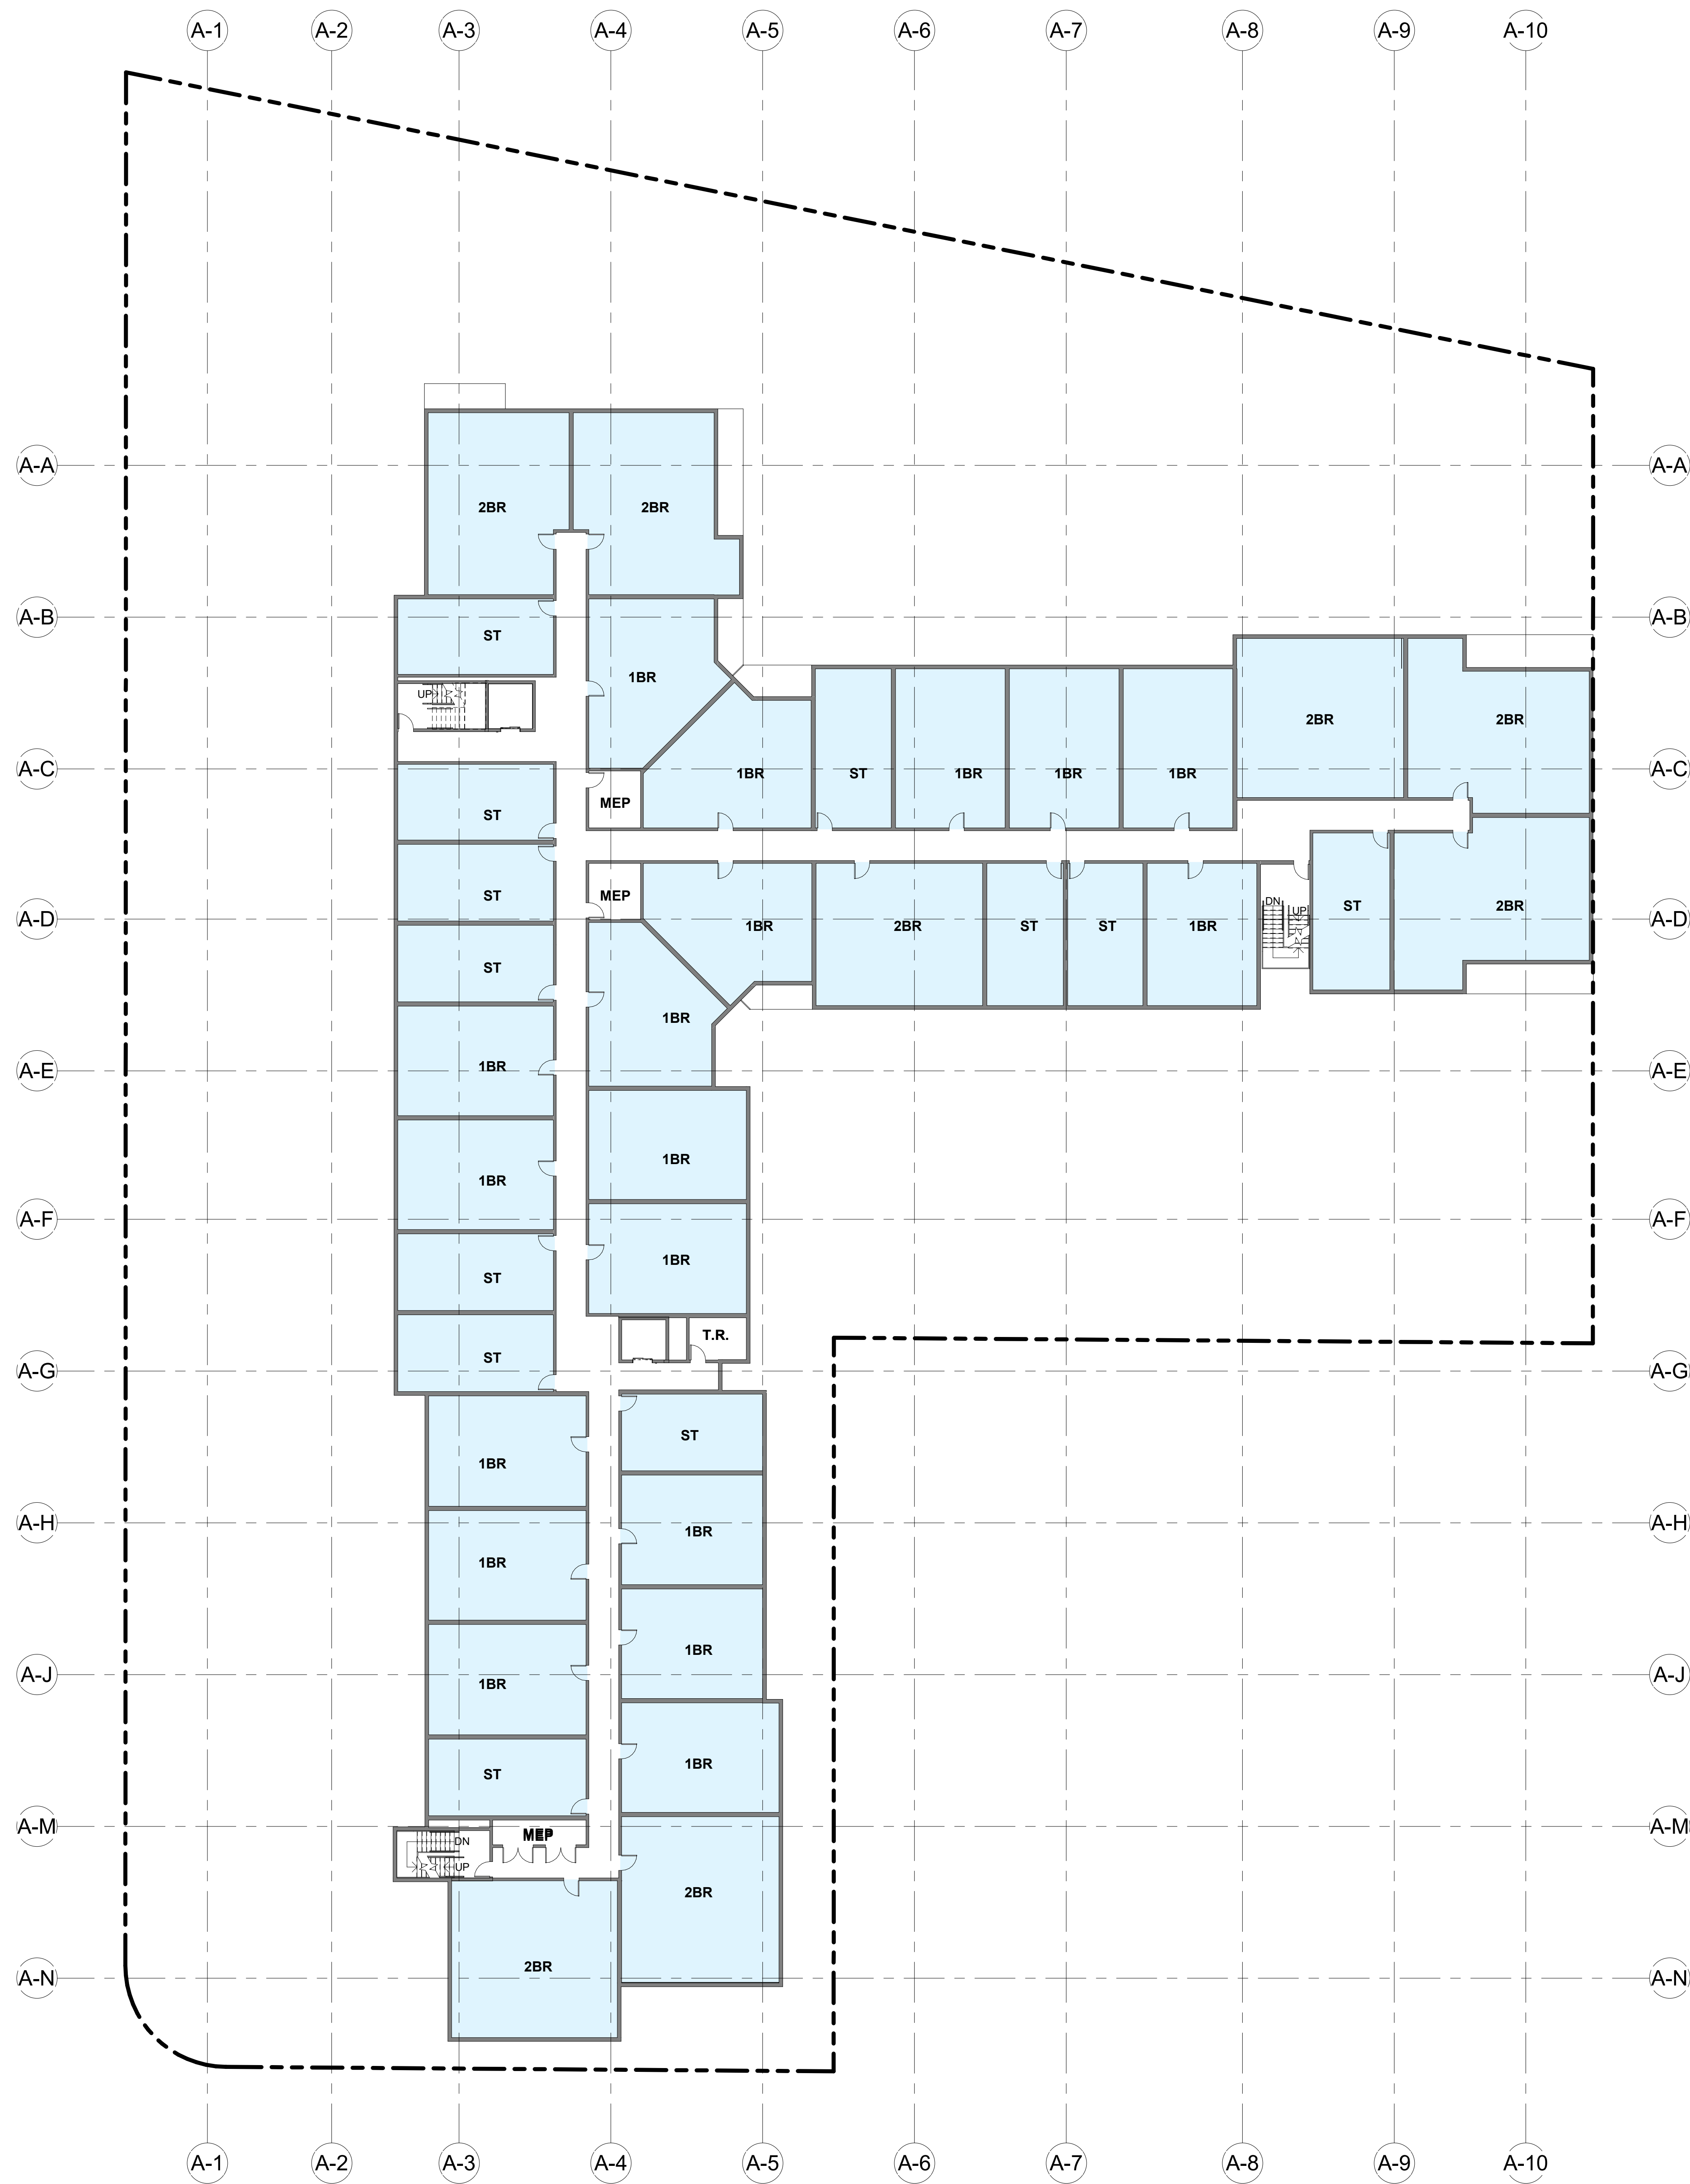 A-1 A-2 A-3 A-4 A-5 A-6 A-7 A-8 A-9 A-10
A-A A-A
2BR 2BR
A-B A-B
ST
1BR
UP
2BR 2BR
A-C A-C
1BR ST 1BR 1BR 1BR
MEP
ST
MEP
ST
DN
UP
ST
2BR
A-D A-D
1BR 2BR ST ST 1BR
ST
1BR
A-E A-E
1BR
1BR
1BR
A-F A-F
1BR
ST
T.R.
ST
A-G A-G
ST
1BR
A-H A-H
1BR
1BR
1BR
A-J A-J
1BR
1BR
ST
A-M A-M
MEP
DN
UP
2BR
2BR
A-N A-N
A-1 A-2 A-3 A-4 A-5 A-6 A-7 A-8 A-9 A-10